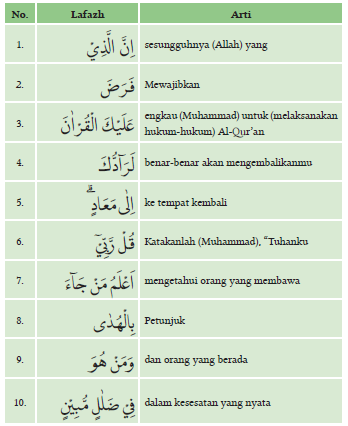 No. Lafazh Arti
1. اِنَّ الَّذِيْ sesungguhnya (Allah) yang
2. فَرَضَ Mewajibkan
3. عَلَيْكَ الْقُرْاٰنَ engkau (Muhammad) untuk (melaksanakan
hukum-hukum) Al-Qur’an
4. لَرَاۤدُّكَ benar-benar akan mengembalikanmu
5. اِلٰى مَعَادٍ ۗ ke tempat kembali
6. قُلْ رَّبِّيْٓ Katakanlah (Muhammad), “Tuhanku
7. اَعْلَمُ مَنْ جَاۤءَ mengetahui orang yang membawa
8. بِالْهُدٰى Petunjuk
9. وَمَنْ هُوَ dan orang yang berada
10. فِيْ ضَلٰلٍ مُّبِيْنٍ dalam kesesatan yang nyata